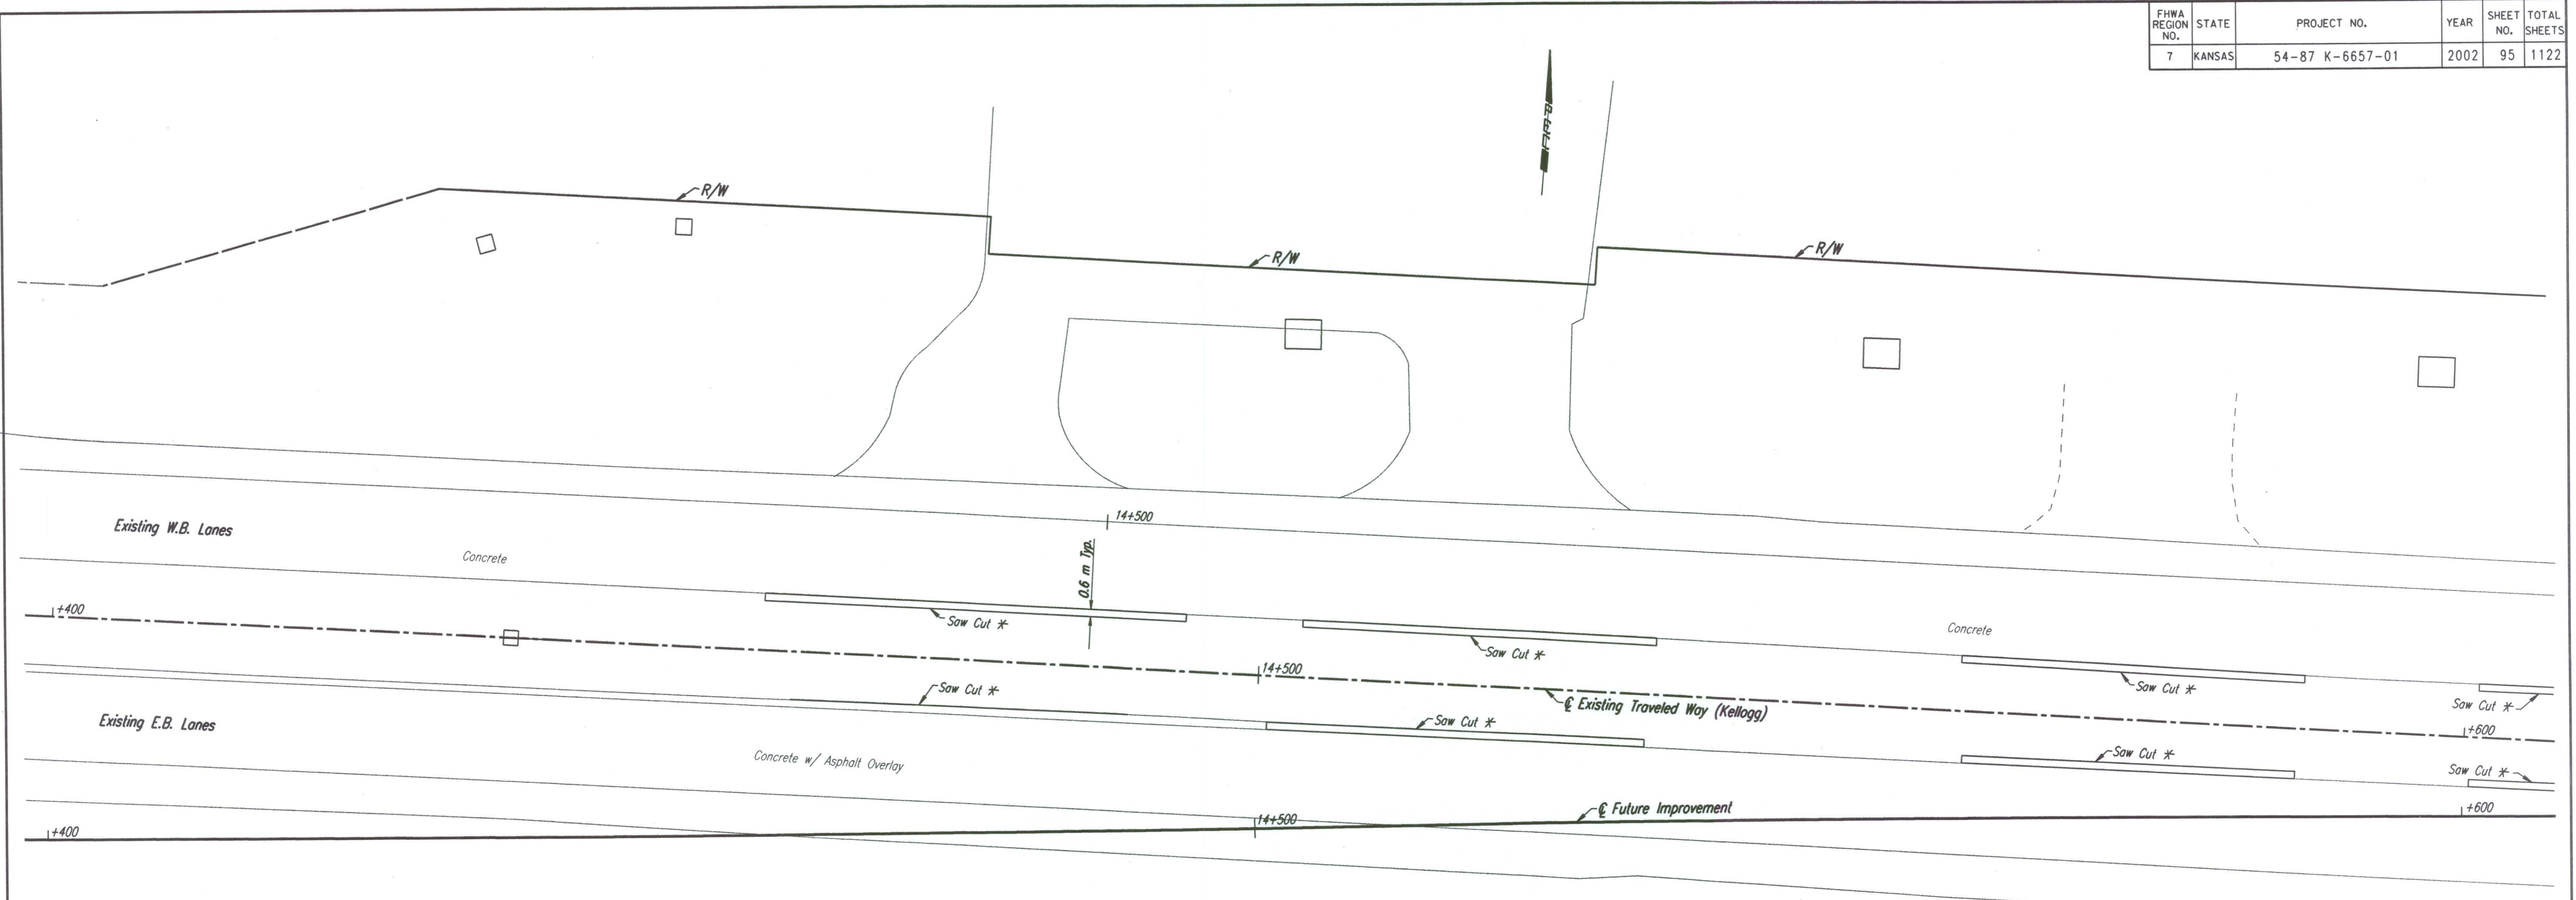 FHWA REGION NO. STATE PROJECT NO. YEAR SHEET NO. TOTAL SHEETS
7 KANSAS 54-87 K-6657-01 2002 95 1122
R/W
R/W
R/W
14+500
Existing W.B. Lanes
Concrete
0.6 m Typ.
+400
Saw Cut *
Saw Cut *
Concrete
14+500
Saw Cut *
Saw Cut *
Saw Cut *
℄ Existing Traveled Way (Kellogg)
Existing E.B. Lanes
Saw Cut *
+600
Concrete w/ Asphalt Overlay
Saw Cut *
Saw Cut *
℄ Future Improvement
+600
14+500
+400